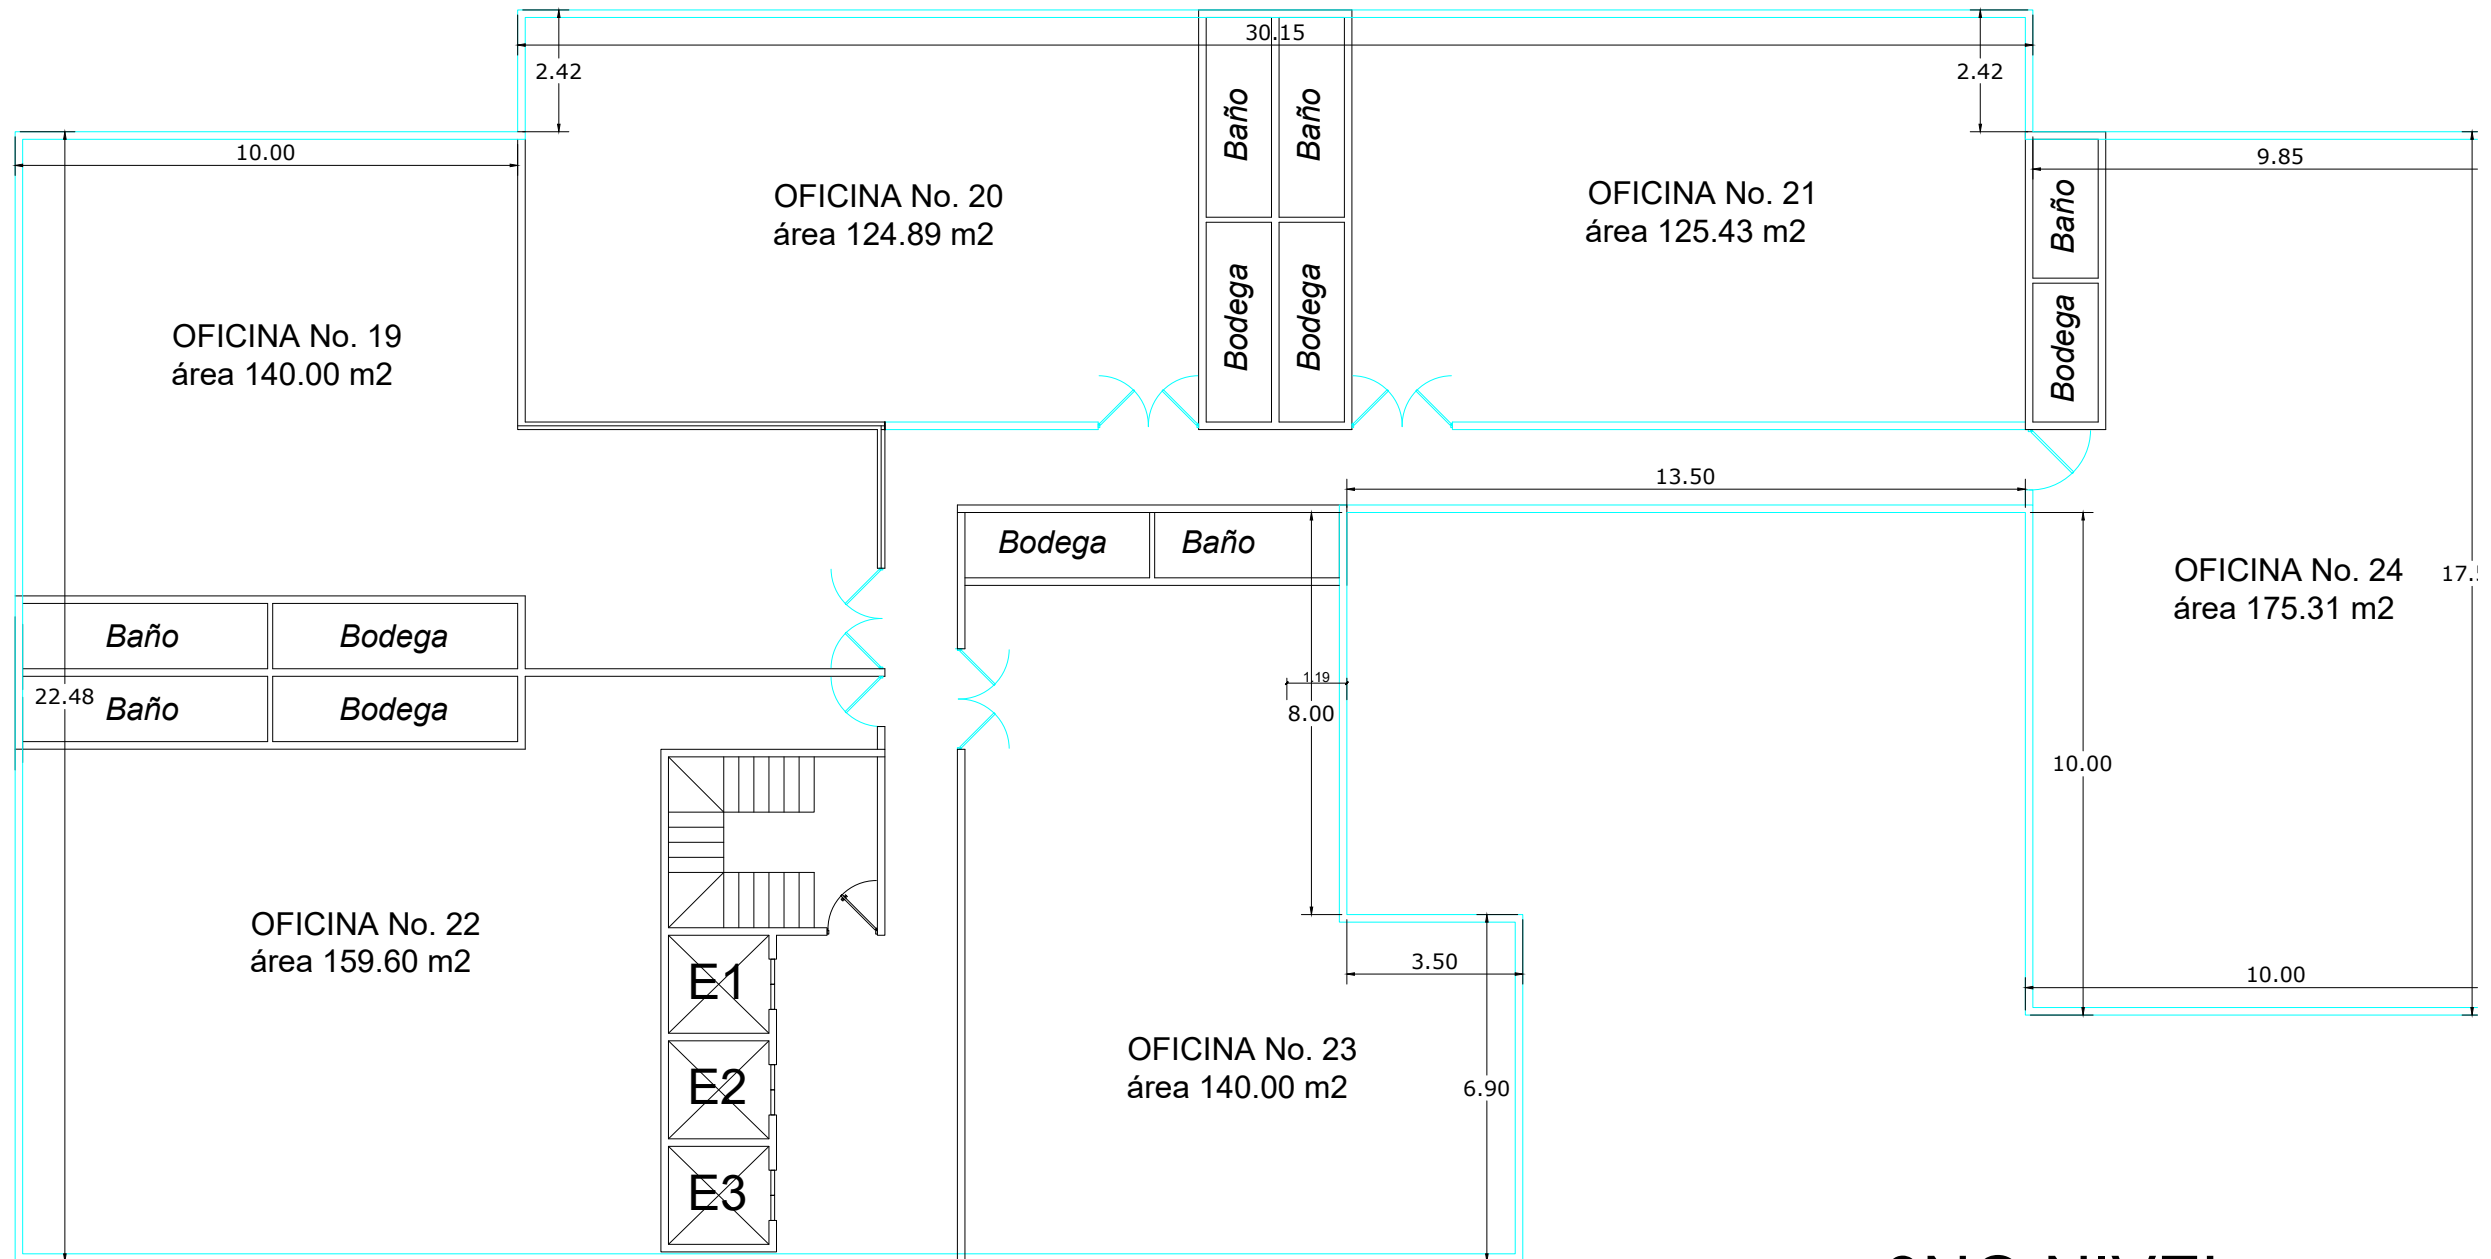 30.15
2.42
2.42
10.00
9.85
OFICINA No. 20
área 124.89 m2
Baño
Baño
OFICINA No. 21
área 125.43 m2
Baño
Bodega
Bodega
Bodega
OFICINA No. 19
área 140.00 m2
13.50
Bodega
Baño
OFICINA No. 24
área 175.31 m2
Baño
Bodega
22.48
Baño
Bodega
1.19
8.00
10.00
OFICINA No. 22
área 159.60 m2
E1
E2
E3
3.50
10.00
OFICINA No. 23
área 140.00 m2
6.90